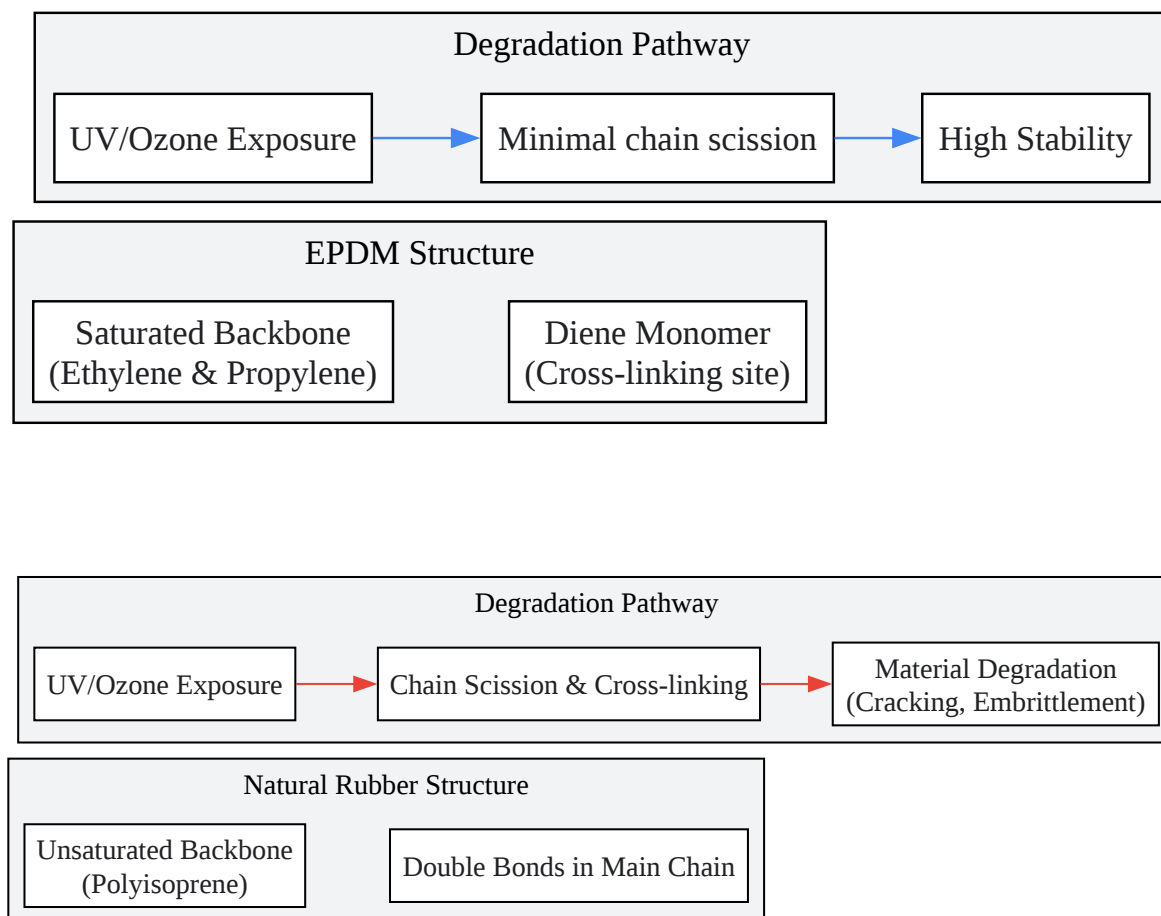 Degradation Pathway
UV/Ozone Exposure
Minimal chain scission
High Stability
EPDM Structure
Saturated Backbone
(Ethylene & Propylene)
Diene Monomer
(Cross-linking site)
Degradation Pathway
UV/Ozone Exposure
Chain Scission & Cross-linking
Material Degradation
(Cracking, Embrittlement)
Natural Rubber Structure
Unsaturated Backbone
(Polyisoprene)
Double Bonds in Main Chain